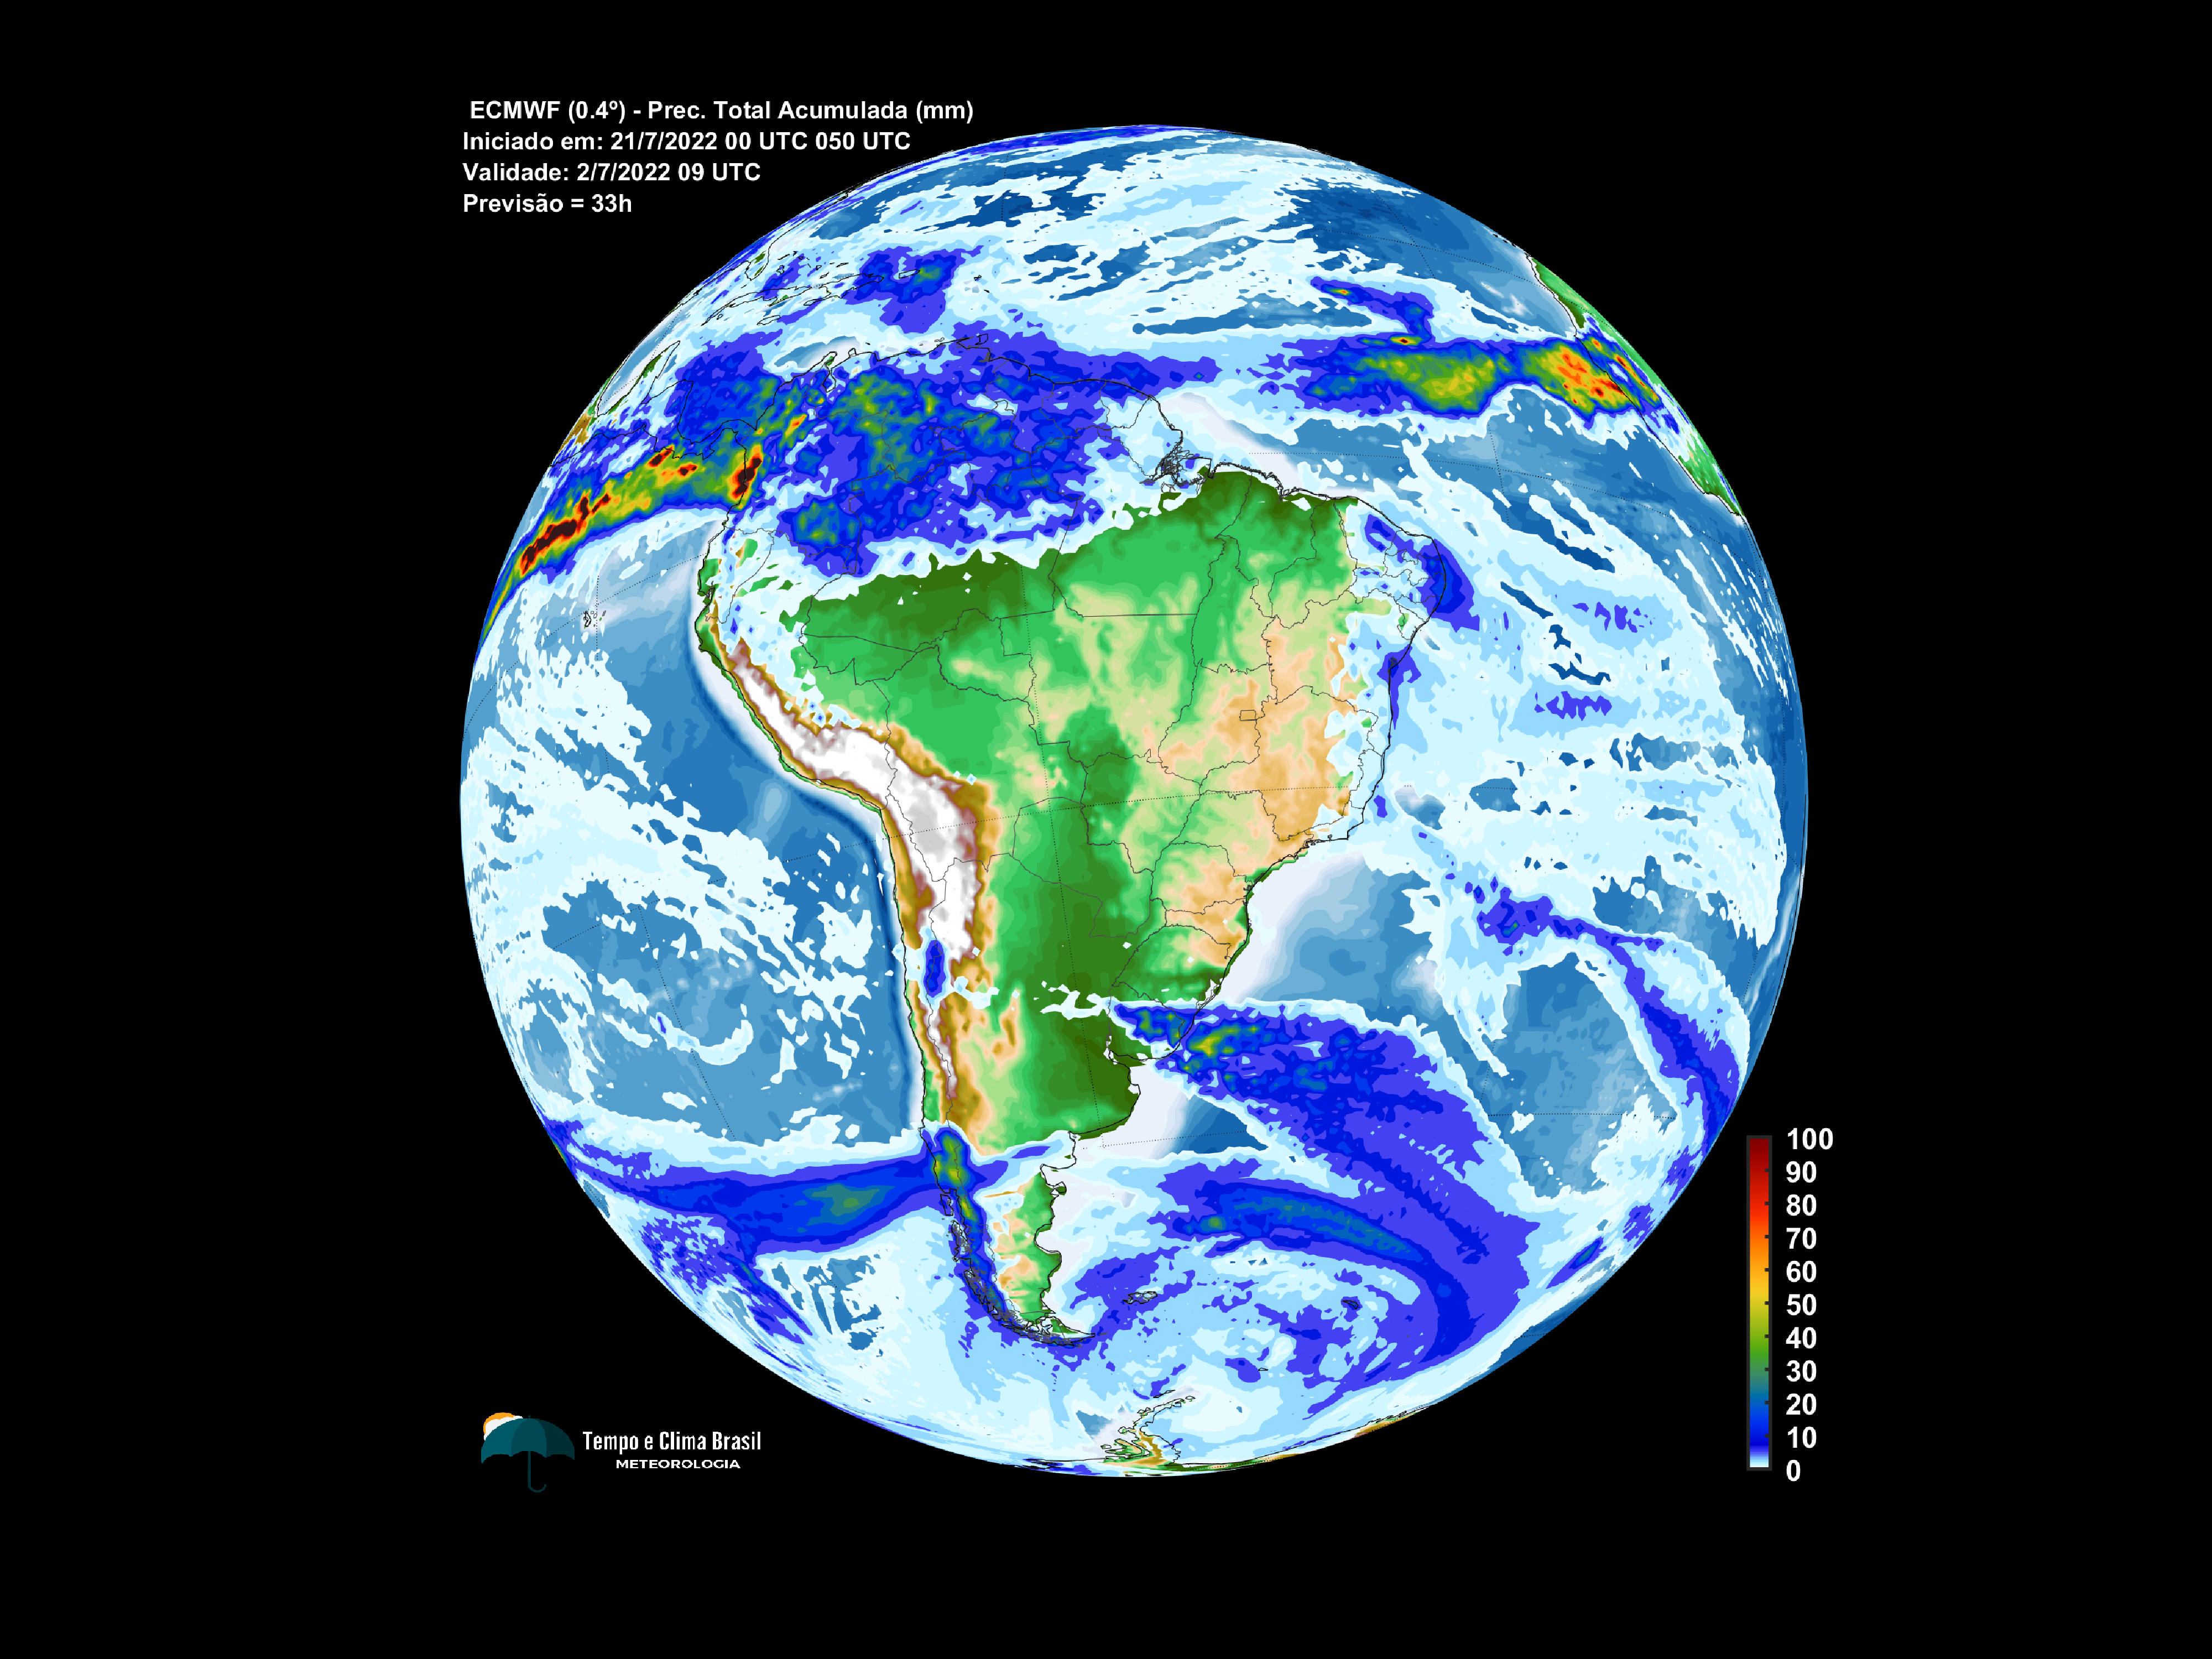 ECMWF (0.4º) - Prec. Total Acumulada (mm)
Iniciado em: 21/7/2022 00 UTC 050 UTC
Validade: 2/7/2022 09 UTC
Previsão = 33h
100
90
80
70
60
50
40
30
20
10
0
Tempo e Clima Brasil
METEOROLOGIA